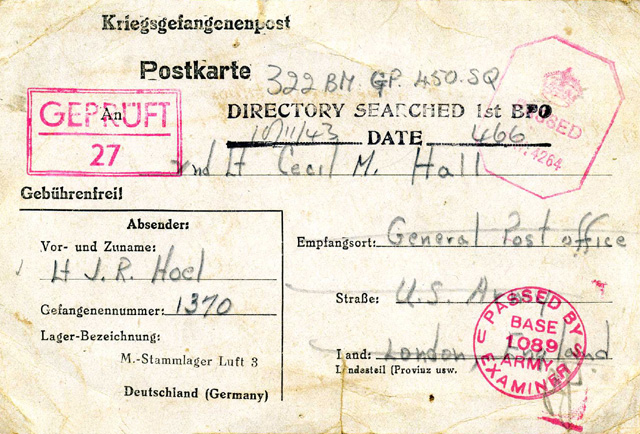 Kriegsgefangenenpost
Postkarte 322 BM. GP. 450. SQ
DIRECTORY SEARCHED 1st BPO
10/11/43 DATE 466
GEPRÜFT
27
An
PASSED
4264
2nd Lt Cecil M. Hall
Gebührenfrei!
Absender:
Vor- und Zuname:
Lt J. R. Hoel
Gefangenennummer: 1370
Lager-Bezeichnung:
M.-Stammlager Luft 3
Deutschland (Germany)
Empfangsort: General Post office
Straße: U.S. Army
Land: London, England
Landesteil (Provinz usw.
PASSED BY
BASE
1089
ARMY
EXAMINER
U S